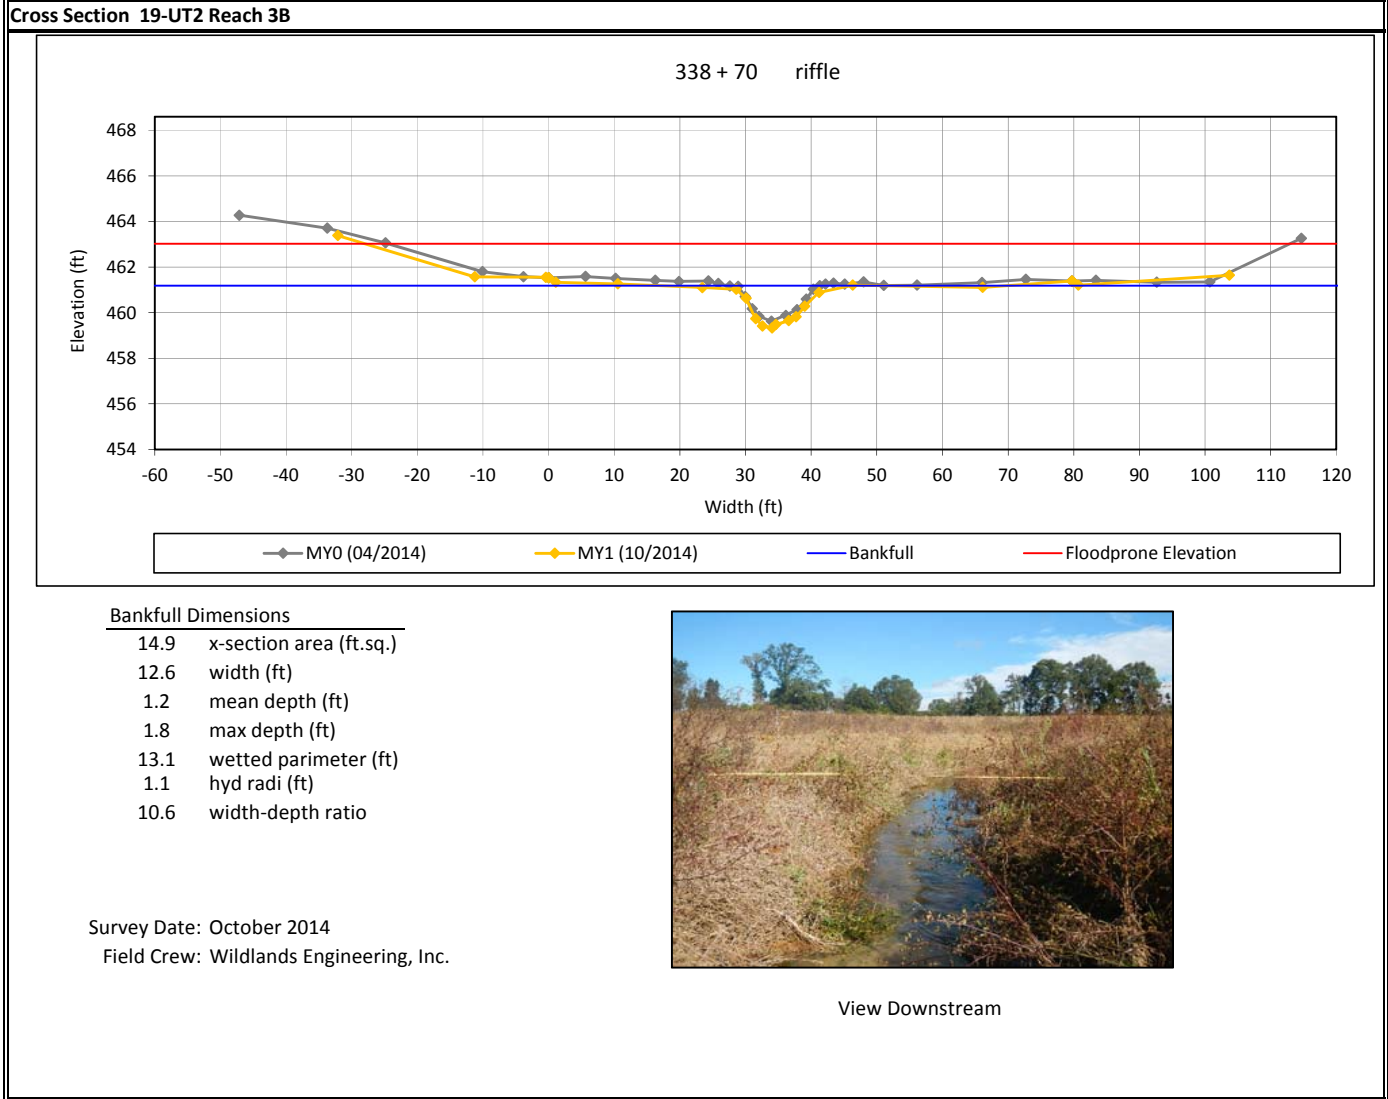 Cross Section 19-UT2 Reach 3B
338 + 70 riffle
468
466
464
462
460
458
456
454
Elevation (ft)
-60 -50 -40 -30 -20 -10 0 10 20 30 40 50 60 70 80 90 100 110 120
Width (ft)
MY0 (04/2014) MY1 (10/2014) Bankfull Floodprone Elevation
Bankfull Dimensions
14.9 x-section area (ft.sq.)
12.6 width (ft)
1.2 mean depth (ft)
1.8 max depth (ft)
13.1 wetted parimeter (ft)
1.1 hyd radi (ft)
10.6 width-depth ratio
Survey Date: October 2014
Field Crew: Wildlands Engineering, Inc.
View Downstream